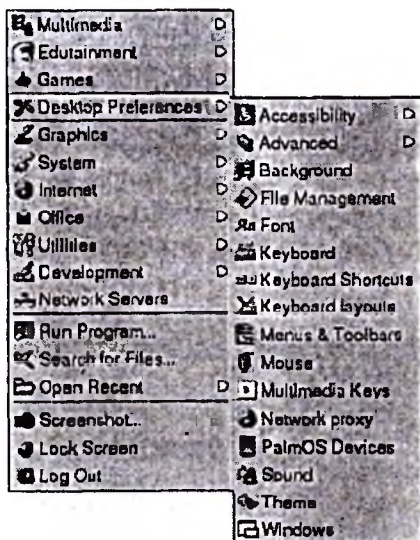 Multimedia
Edutainment
Games
Desktop Preferences
Graphics
System
Internet
Office
Utilities
Development
Network Servers
Run Program...
Search for Files...
Open Recent
Screenshot...
Lock Screen
Log Out
Accessibility
Advanced
Background
File Management
Font
Keyboard
Keyboard Shortcuts
Keyboard layouts
Menus & Toolbars
Mouse
Multimedia Keys
Network proxy
PalmOS Devices
Sound
Theme
Windows